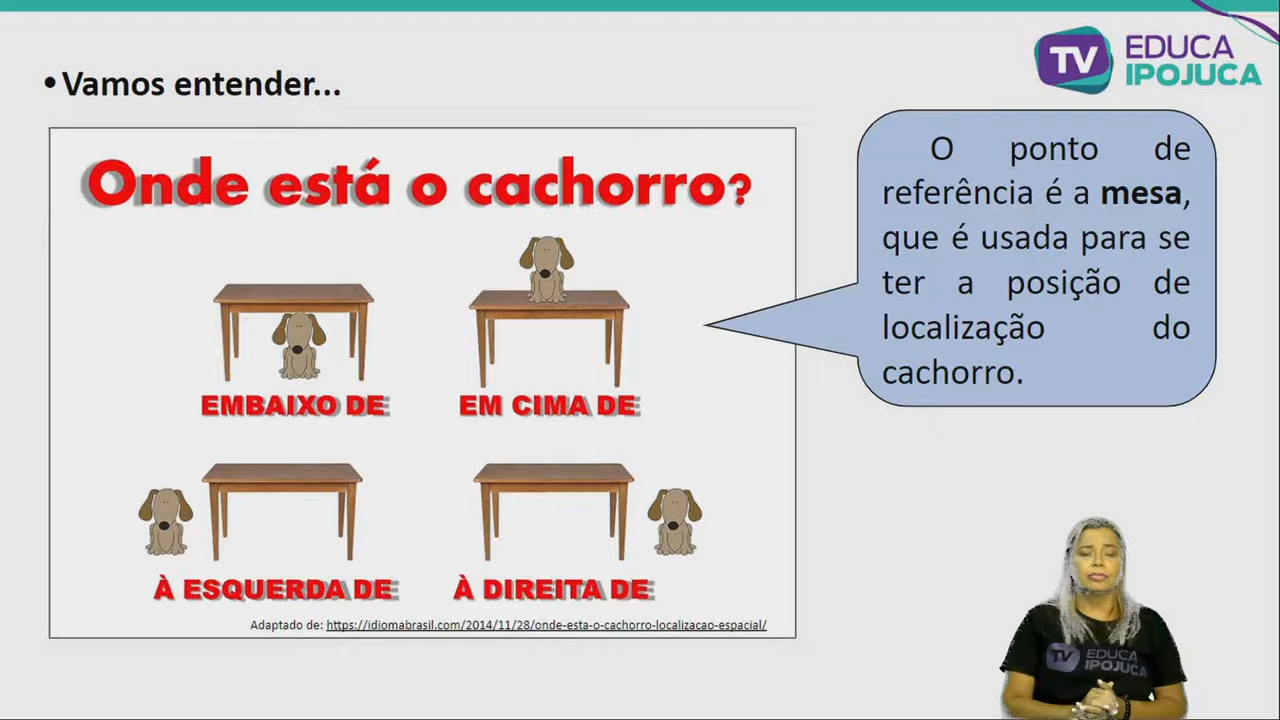 TV EDUCA
IPOJUCA
•Vamos entender...
Onde está o cachorro?
EMBAIXO DE
EM CIMA DE
À ESQUERDA DE
À DIREITA DE
Adaptado de: https://idiomabrasil.com/2014/11/28/onde-esta-o-cachorro-localizacao-espacial/
O ponto de
referência é a mesa,
que é usada para se
ter a posição de
localização do
cachorro.
TV EDUCA
IPOJUCA